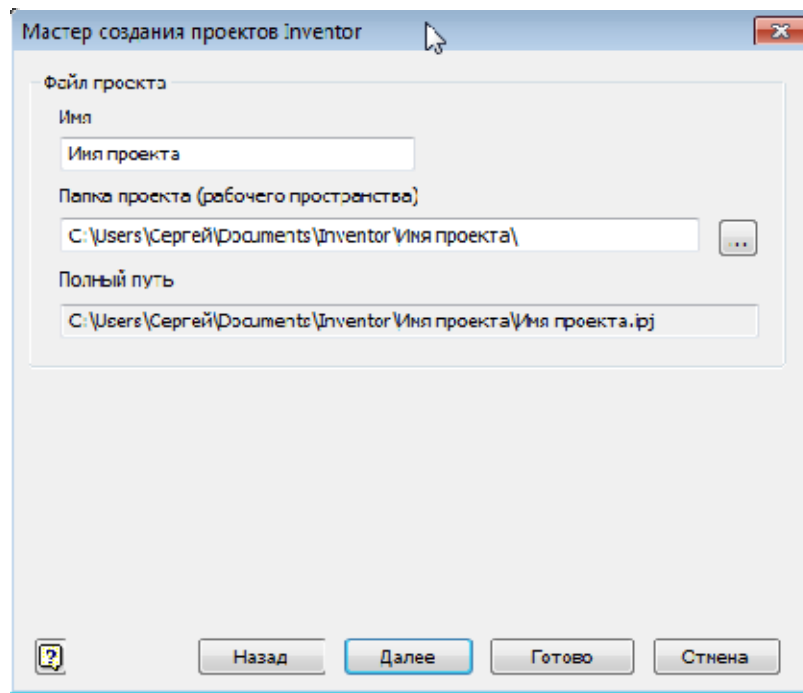 Мастер создания проектов Inventor
Файл проекта
Имя
Имя проекта
Папка проекта (рабочего пространства)
C:\Users\Сергей\Documents\Inventor\Имя проекта\
...
Полный путь
C:\Users\Сергей\Documents\Inventor\Имя проекта\Имя проекта.ipj
?
Назад Далее Готово Отмена